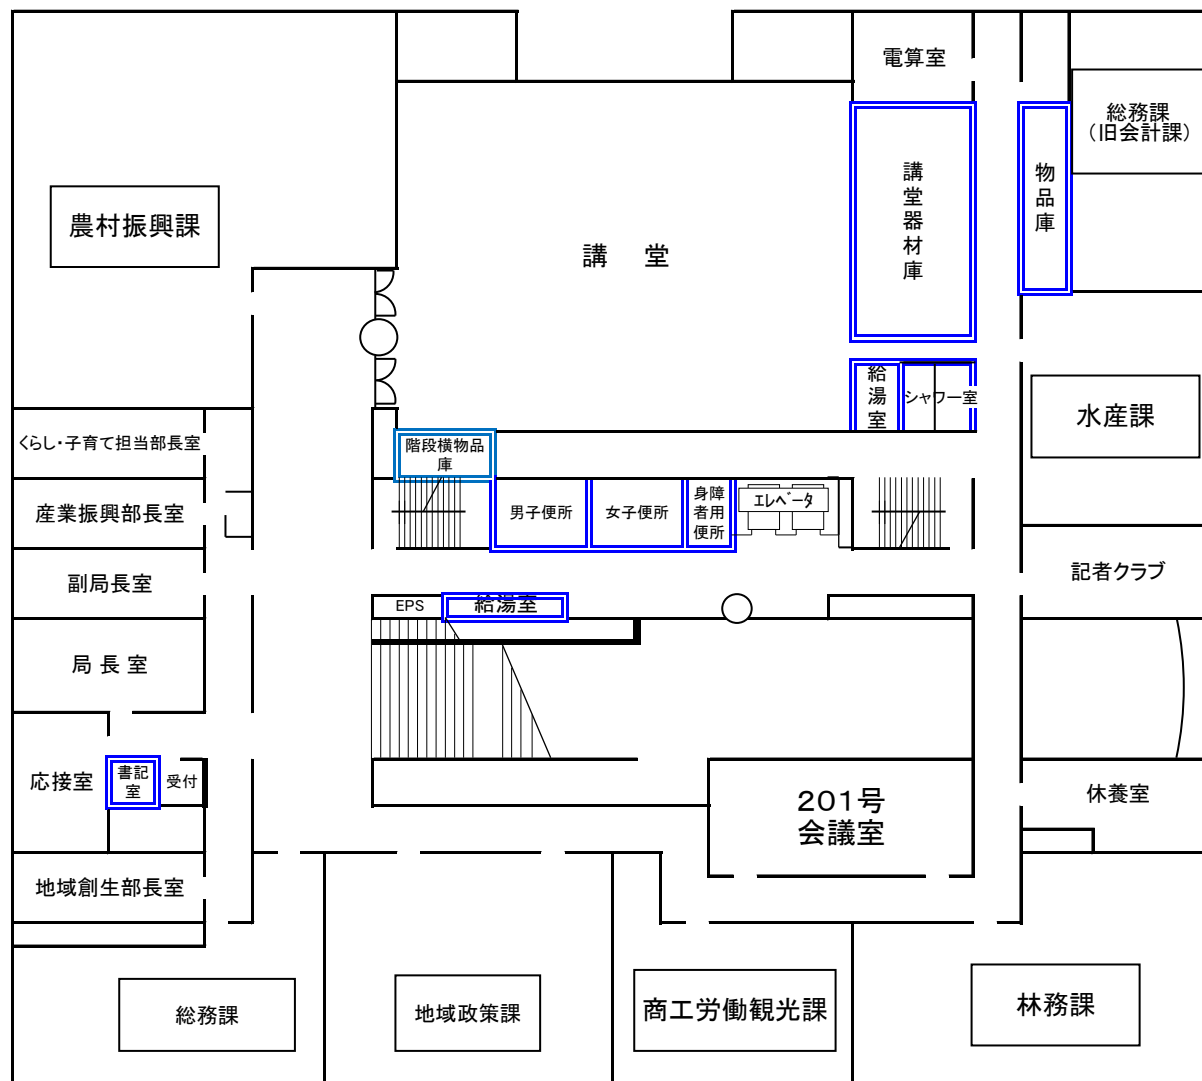 電算室
総務課
（旧会計課）
講堂器材庫
物品庫
農村振興課
講　堂
給湯室
シャワー室
水産課
くらし・子育て担当部長室
階段横物品
庫
産業振興部長室
男子便所
女子便所
身障
者用
便所
エレベータ
副局長室
記者クラブ
EPS
給湯室
局 長 室
応接室
書記
室
受付
201号
会議室
休養室
地域創生部長室
総務課
地域政策課
商工労働観光課
林務課